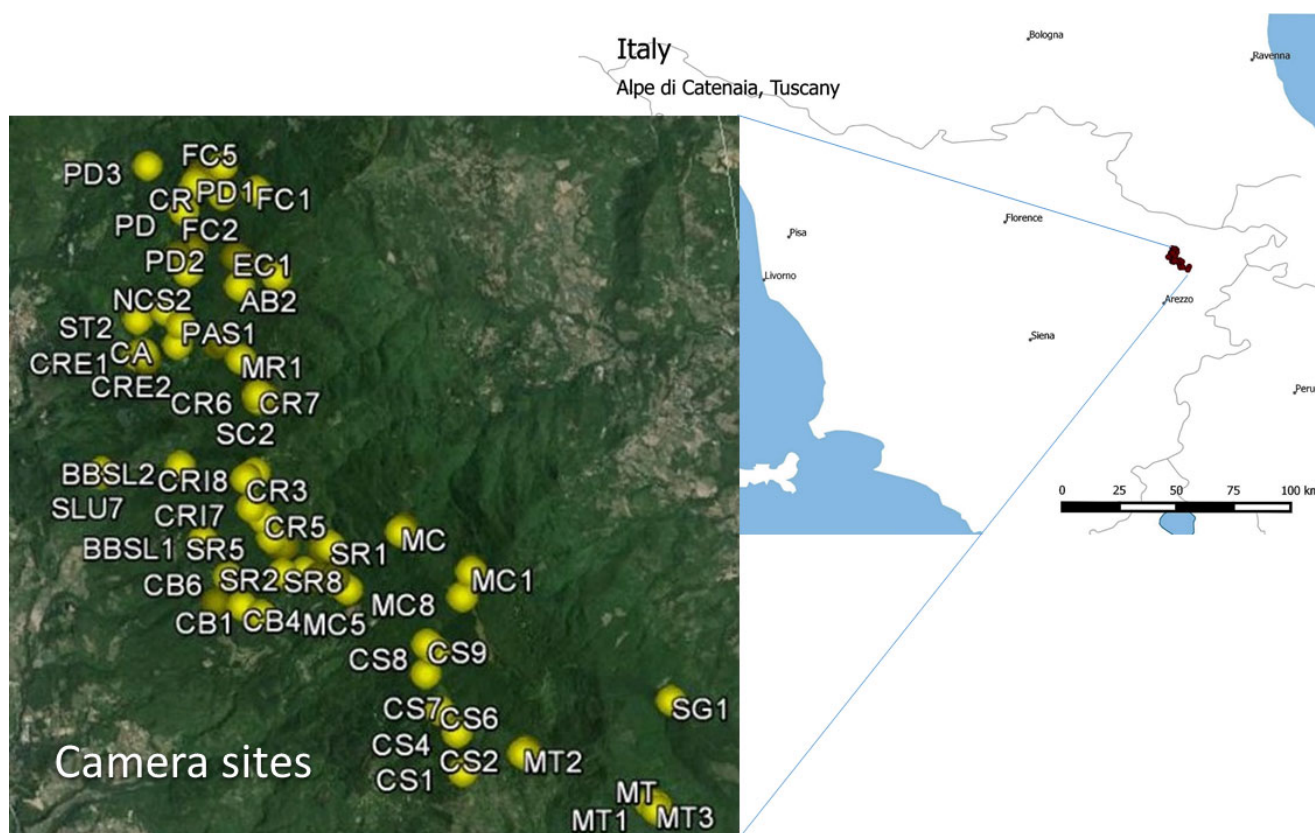 Italy
Alpe di Catenaia, Tuscany
Bologna
Ravenna
Florence
Pisa
Livorno
Arezzo
Siena
Peru
0 25 50 75 100 km
FC5
PD3
PD1
CR
FC1
PD
FC2
PD2
EC1
NCS2
AB2
ST2
PAS1
CRE1
CA
MR1
CRE2
CR6
CR7
SC2
BBSL2
CRI8
CR3
SLU7
CRI7
CR5
BBSL1
SR5
SR1
MC
CB6
SR2
SR8
MC1
MC8
CB1
CB4
MC5
CS8
CS9
CS7
CS6
SG1
CS4
CS2
MT2
CS1
MT
MT1
MT3
Camera sites